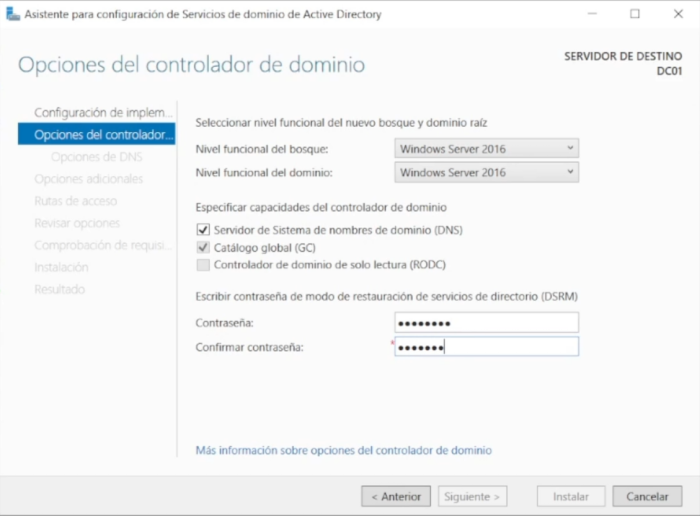 Asistente para configuración de Servicios de dominio de Active Directory
Opciones del controlador de dominio
SERVIDOR DE DESTINO
DC01
Configuración de implem...
Opciones del controlador...
Opciones de DNS
Opciones adicionales
Rutas de acceso
Revisar opciones
Comprobación de requisi...
Instalación
Resultado
Seleccionar nivel funcional del nuevo bosque y dominio raíz
Nivel funcional del bosque: Windows Server 2016
Nivel funcional del dominio: Windows Server 2016
Especificar capacidades del controlador de dominio
Servidor de Sistema de nombres de dominio (DNS)
Catálogo global (GC)
Controlador de dominio de solo lectura (RODC)
Escribir contraseña de modo de restauración de servicios de directorio (DSRM)
Contraseña: ••••••••
Confirmar contraseña: * •••••••
Más información sobre opciones del controlador de dominio
< Anterior Siguiente > Instalar Cancelar